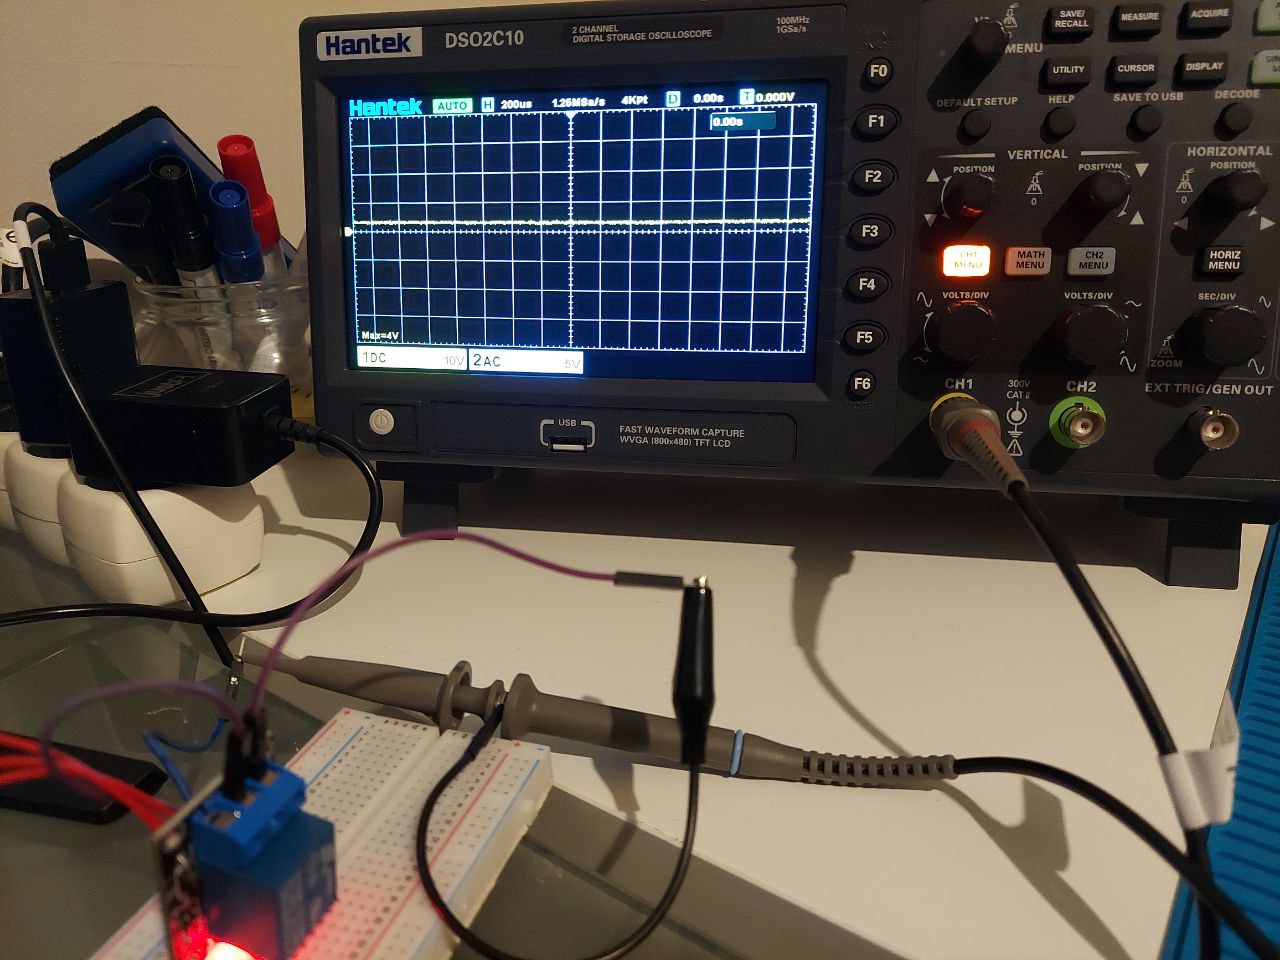 Hantek
DSO2C10
2 CHANNEL
DIGITAL STORAGE OSCILLOSCOPE
100MHz
1GSa/s
Hantek AUTO H 200us 1.25MSa/s 4Kpt D 0.00s T 0.000V
0.00s
Max=4V
1DC 10V 2AC
F0
F1
F2
F3
F4
F5
F6
USB
FAST WAVEFORM CAPTURE
WVGA (800x480) TFT LCD
MENU
SAVE/
RECALL
MEASURE
ACQUIRE
UTILITY
CURSOR
DISPLAY
DEFAULT SETUP
HELP
SAVE TO USB
DECODE
VERTICAL
HORIZONTAL
POSITION
POSITION
POSITION
0
0
0
CH1
MENU
MATH
MENU
CH2
MENU
HORIZ
MENU
VOLTS/DIV
VOLTS/DIV
SEC/DIV
ZOOM
CH1
300V
CAT II
CH2
EXT TRIG/GEN OUT